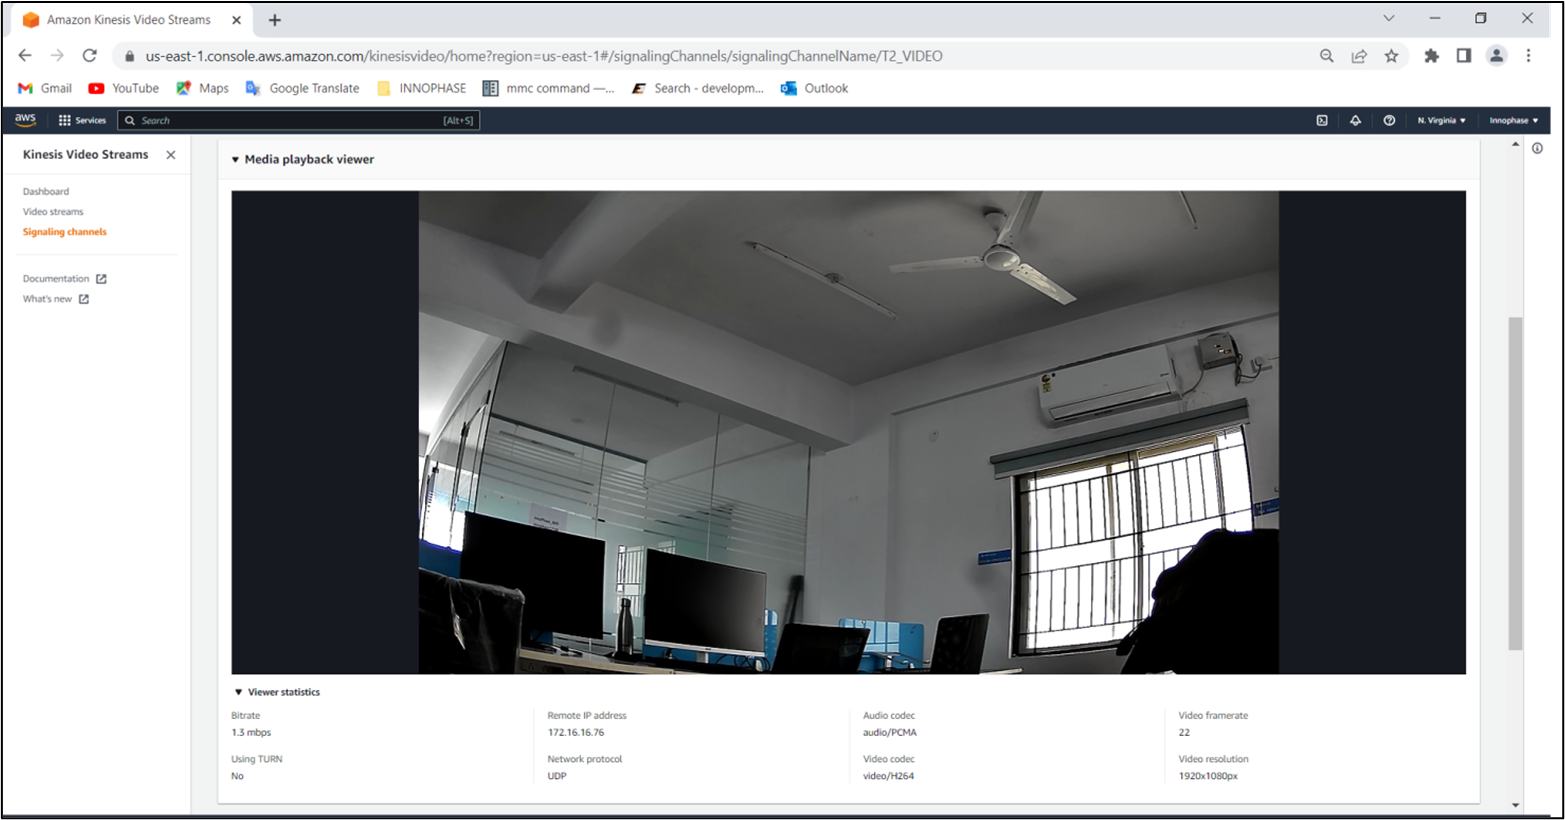 Amazon Kinesis Video Streams
us-east-1.console.aws.amazon.com/kinesisvideo/home?region=us-east-1#/signalingChannels/signalingChannelName/T2_VIDEO
Gmail YouTube Maps Google Translate INNOPHASE mmc command —... Search - developm... Outlook
aws Services Search [Alt+S] N. Virginia Innophase
Kinesis Video Streams
Dashboard
Video streams
Signaling channels
Documentation
What's new
Media playback viewer
Viewer statistics
Bitrate
1.3 mbps
Using TURN
No
Remote IP address
172.16.16.76
Network protocol
UDP
Audio codec
audio/PCMA
Video codec
video/H264
Video framerate
22
Video resolution
1920x1080px